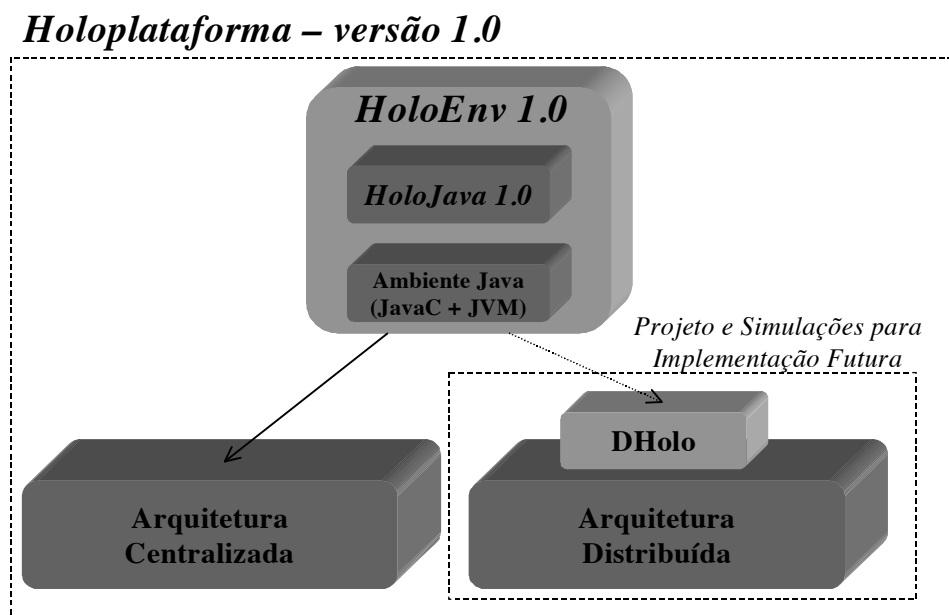 Holoplataforma – versão 1.0
HoloEnv 1.0
HoloJava 1.0
Ambiente Java
(JavaC + JVM)
Projeto e Simulações para
Implementação Futura
DHolo
Arquitetura
Centralizada
Arquitetura
Distribuída